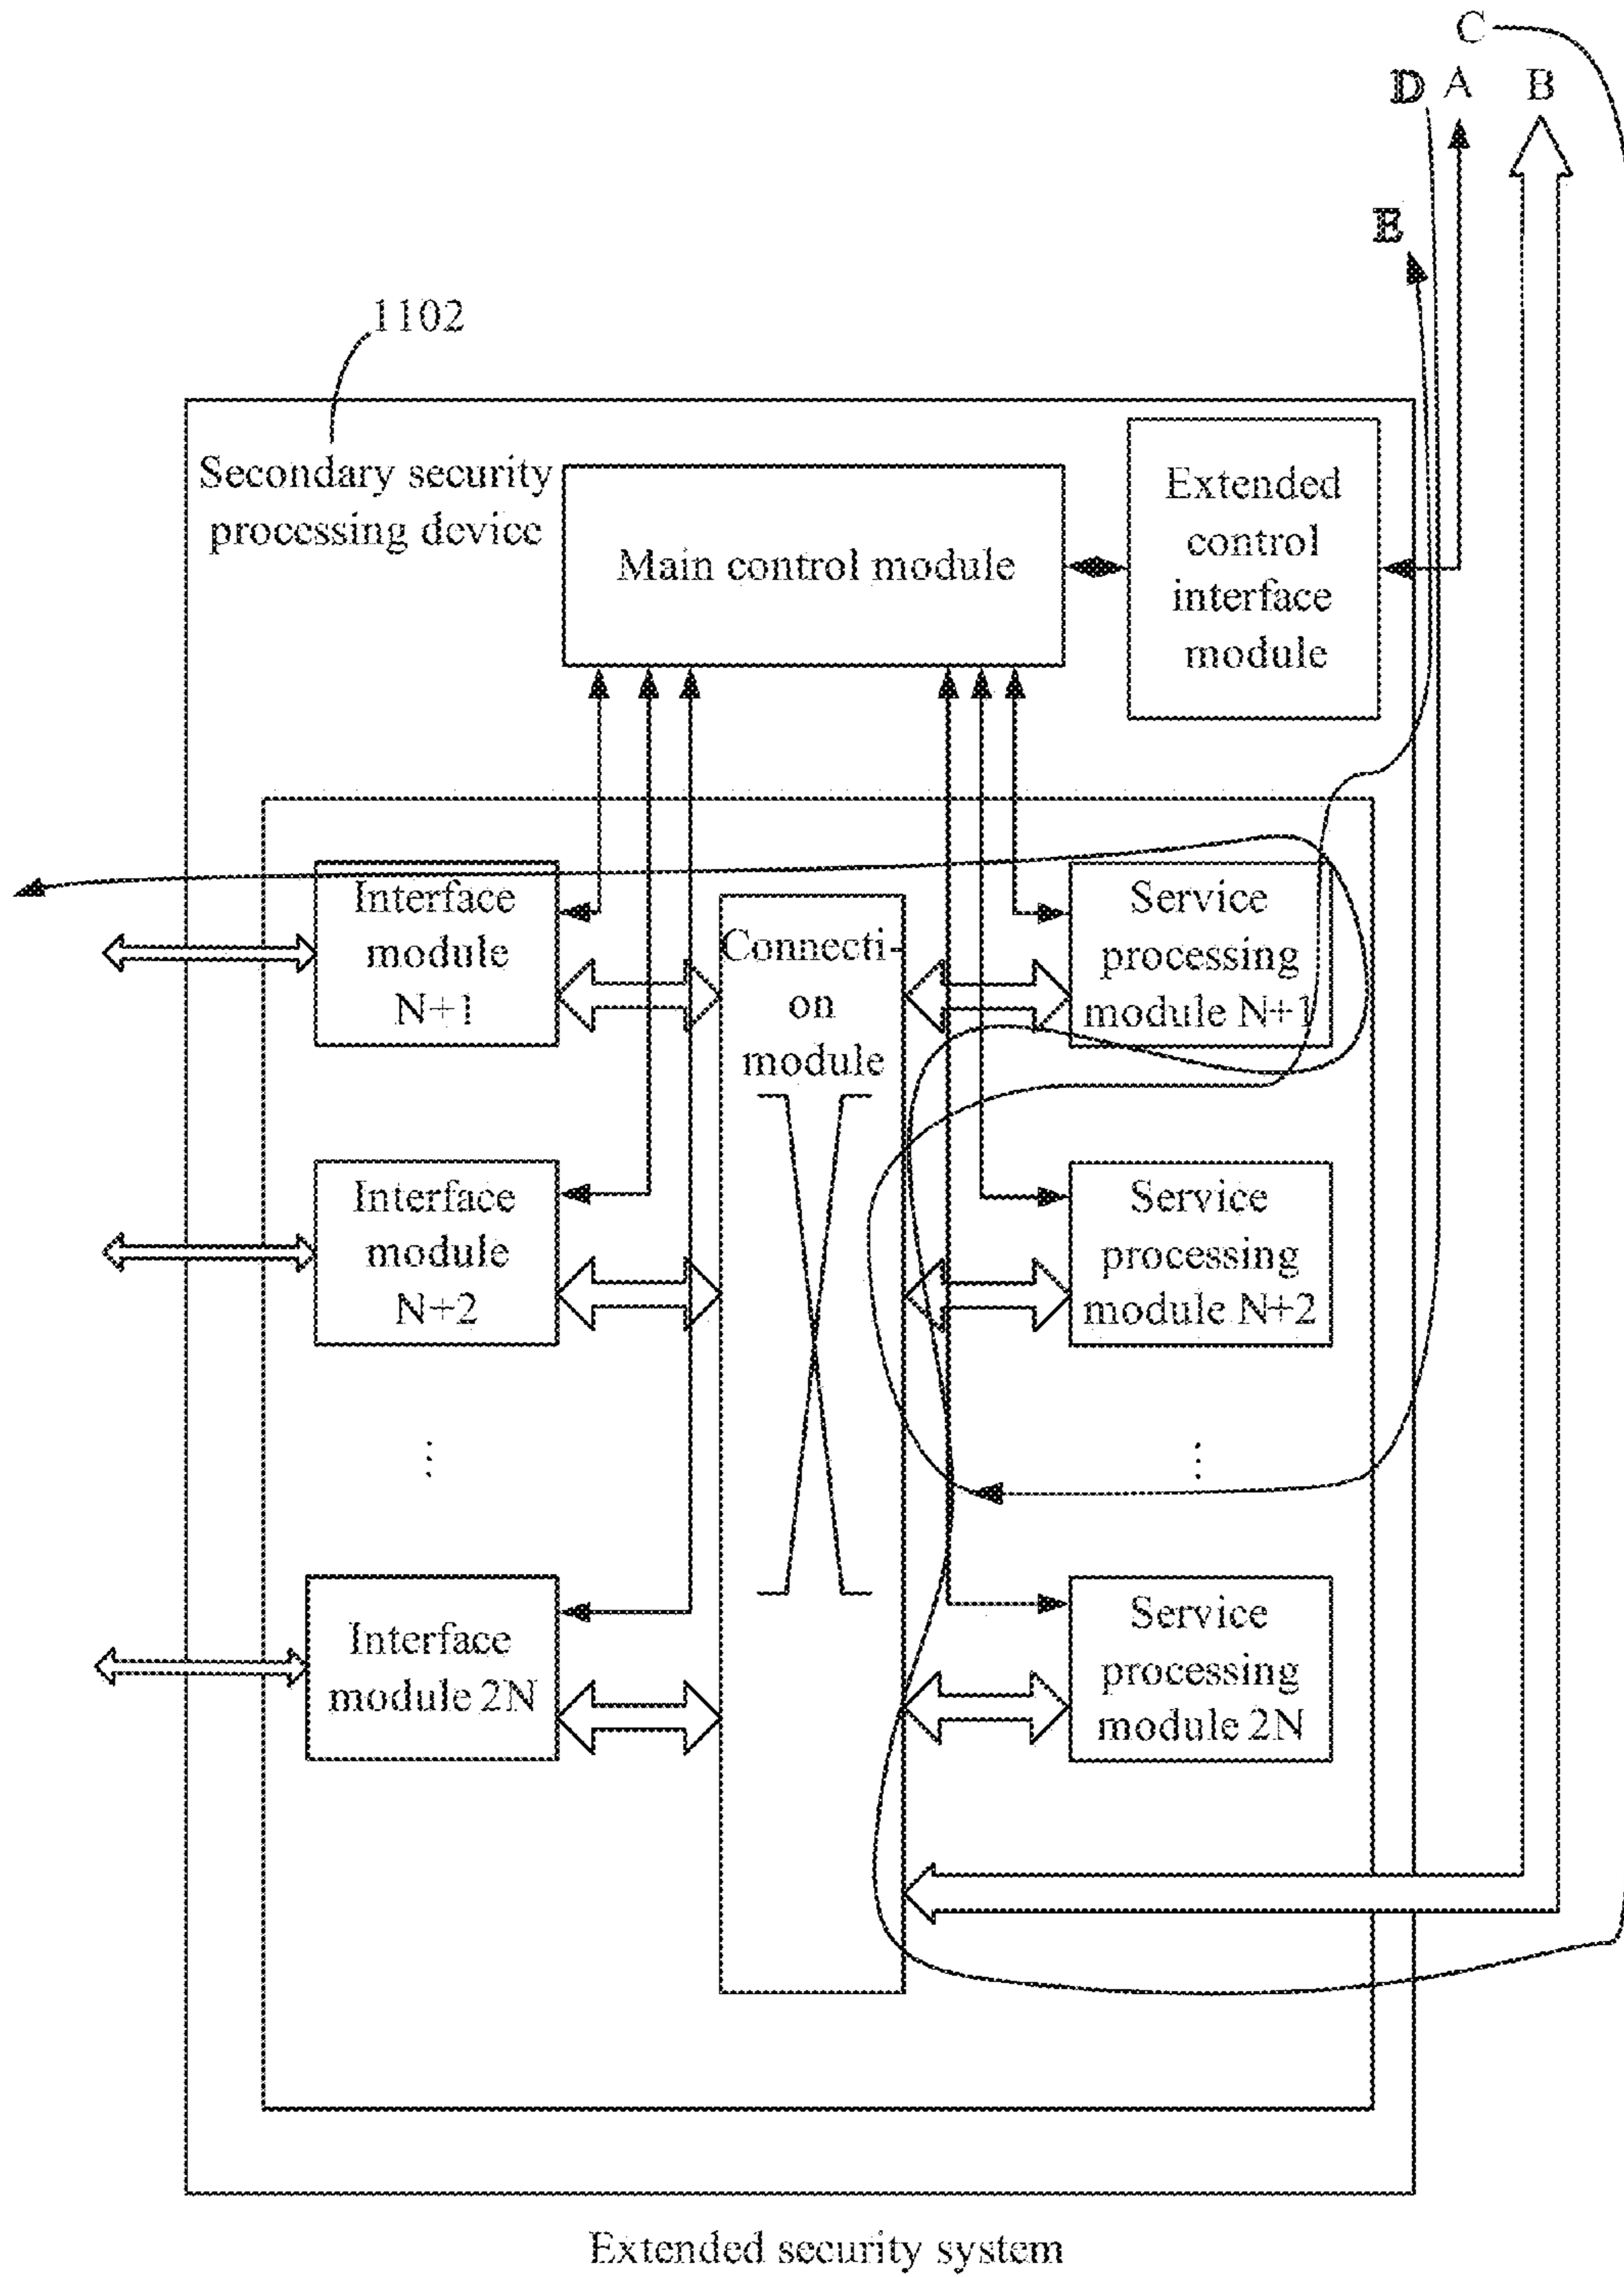 C
D A B
E
1102
Secondary security
processing device
Main control module
Extended
control
interface
module
Interface
module
N+1
Connecti-
on
module
Service
processing
module N+1
Interface
module
N+2
Service
processing
module N+2
⋮
⋮
Interface
module 2N
Service
processing
module 2N
Extended security system